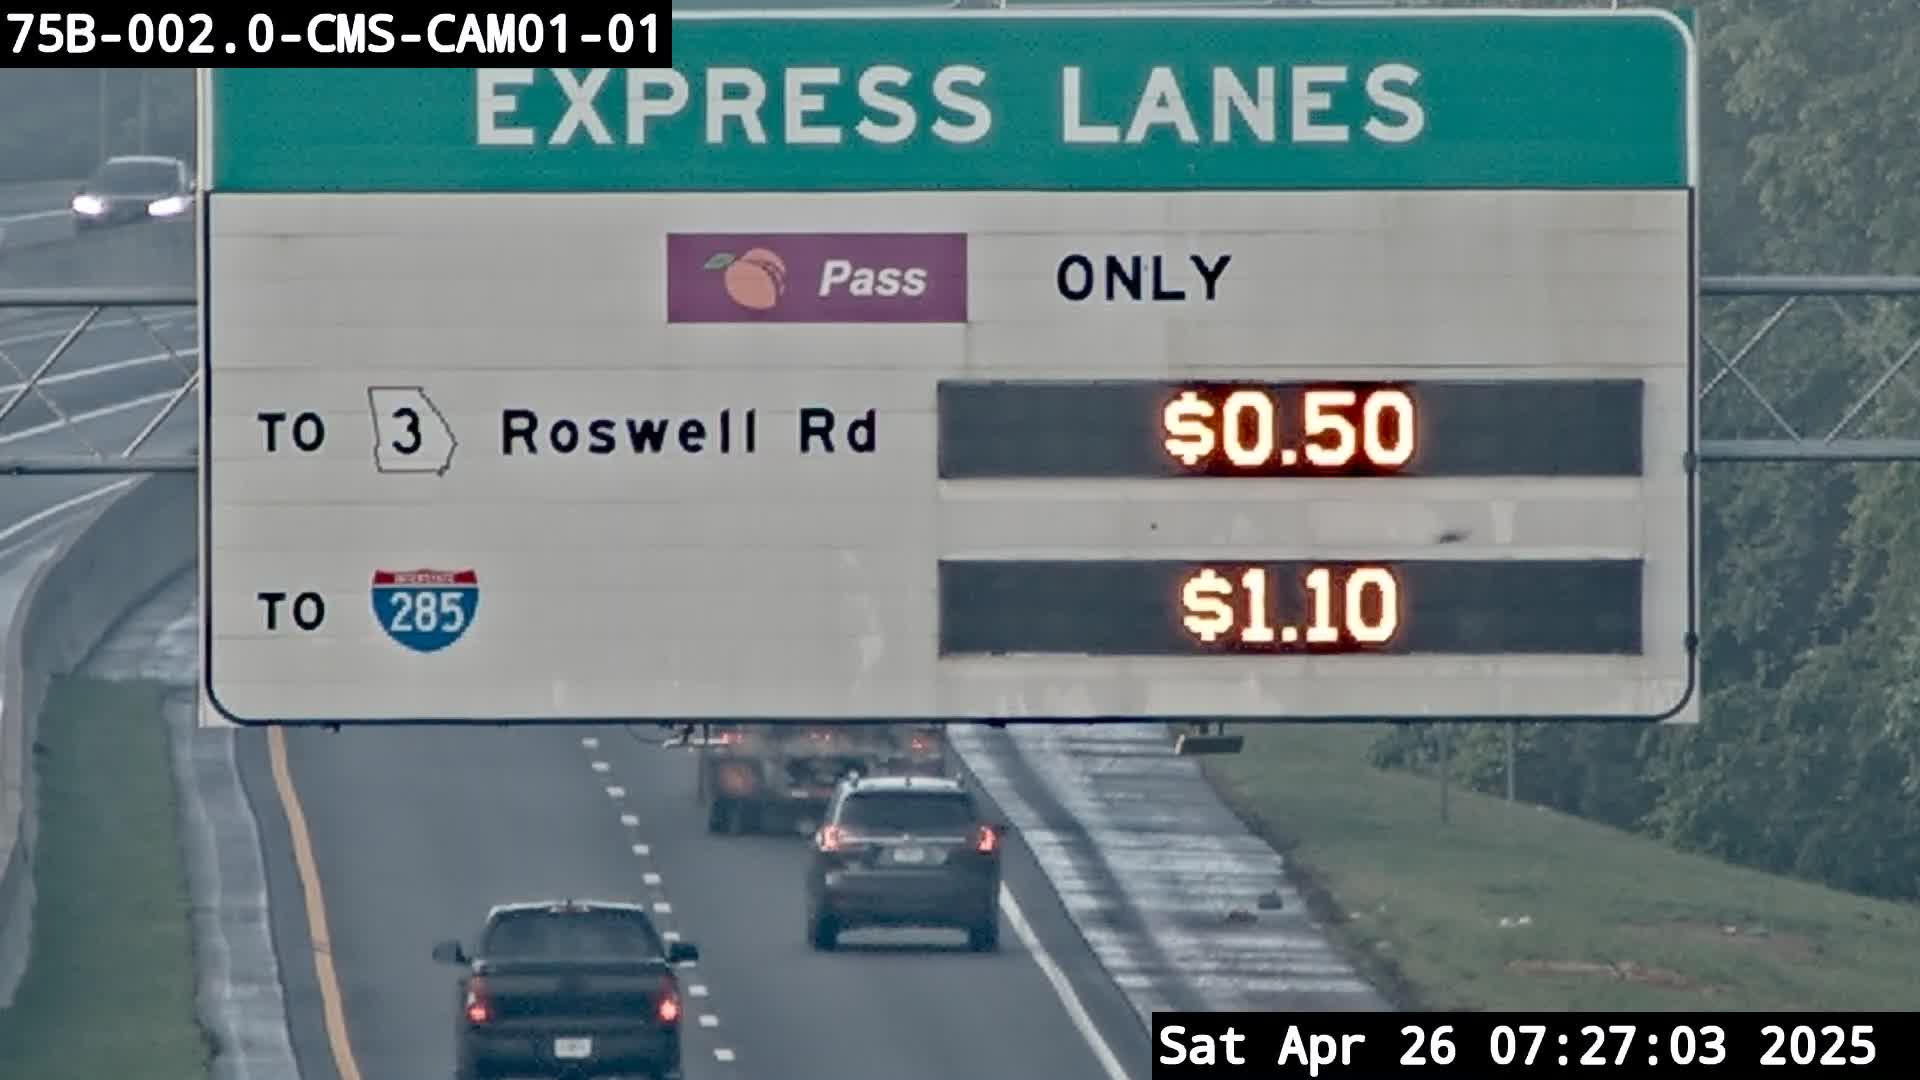 75B-002.0-CMS-CAM01-01
EXPRESS LANES
Pass ONLY
TO 3 Roswell Rd $0.50
INTERSTATE
TO 285 $1.10
Sat Apr 26 07:27:03 2025